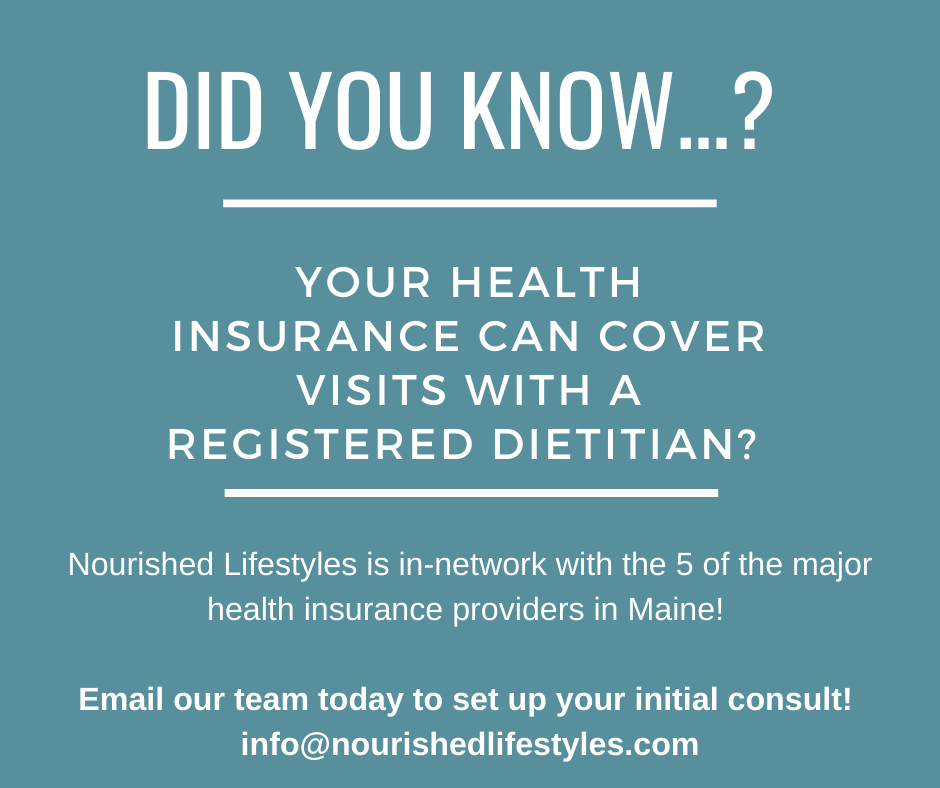 DID YOU KNOW...?
YOUR HEALTH
INSURANCE CAN COVER
VISITS WITH A
REGISTERED DIETITIAN?
Nourished Lifestyles is in-network with the 5 of the major
health insurance providers in Maine!
Email our team today to set up your initial consult!
info@nourishedlifestyles.com